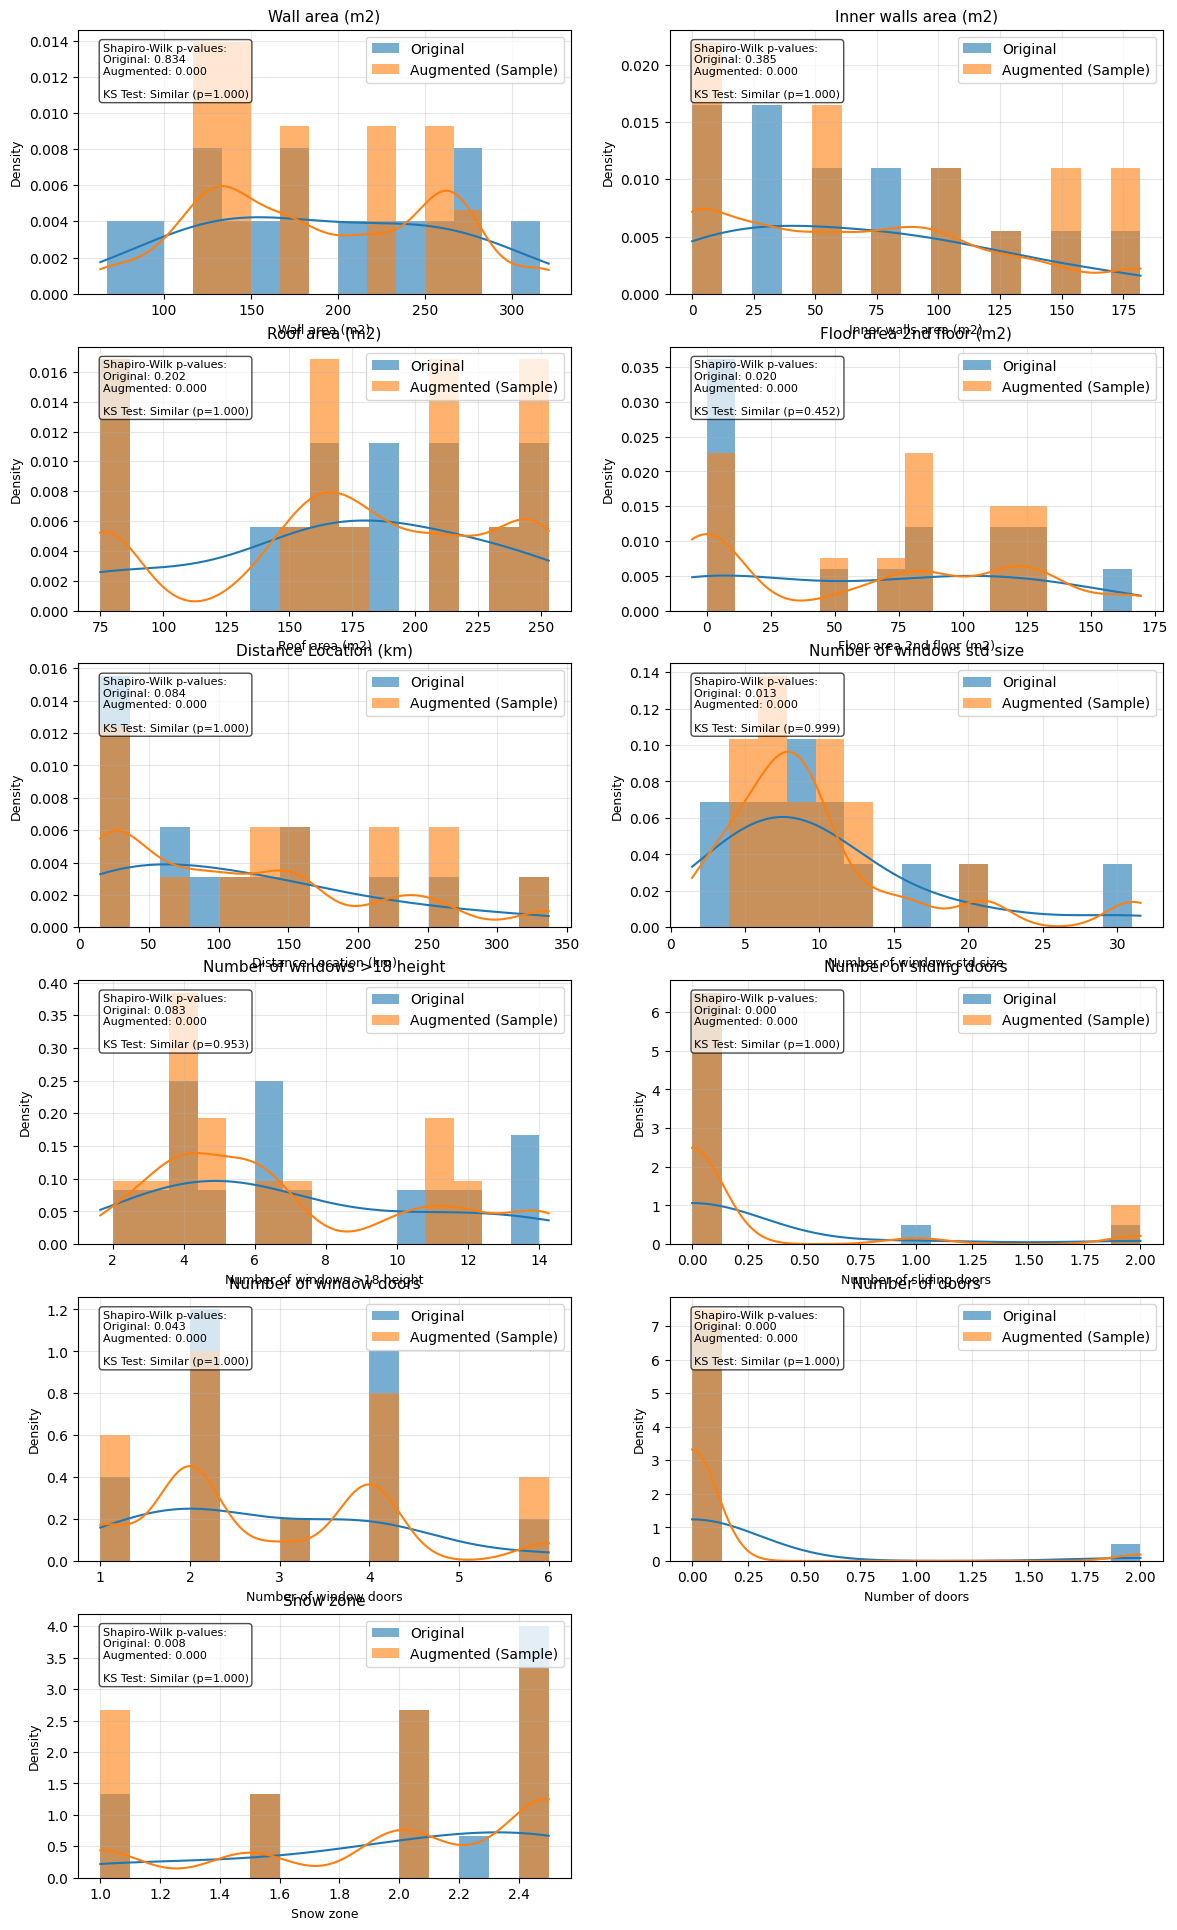 Wall area (m2)
Shapiro-Wilk p-values:
Original: 0.834
Augmented: 0.000
KS Test: Similar (p=1.000)
Original
Augmented (Sample)
Density
0.014
0.012
0.010
0.008
0.006
0.004
0.002
0.000
100 150 200 250 300
Wall area (m2)
Inner walls area (m2)
Shapiro-Wilk p-values:
Original: 0.385
Augmented: 0.000
KS Test: Similar (p=1.000)
Original
Augmented (Sample)
Density
0.020
0.015
0.010
0.005
0.000
0 25 50 75 100 125 150 175
Inner walls area (m2)
Roof area (m2)
Shapiro-Wilk p-values:
Original: 0.202
Augmented: 0.000
KS Test: Similar (p=1.000)
Original
Augmented (Sample)
Density
0.016
0.014
0.012
0.010
0.008
0.006
0.004
0.002
0.000
75 100 125 150 175 200 225 250
Roof area (m2)
Floor area 2nd floor (m2)
Shapiro-Wilk p-values:
Original: 0.020
Augmented: 0.000
KS Test: Similar (p=0.452)
Original
Augmented (Sample)
Density
0.035
0.030
0.025
0.020
0.015
0.010
0.005
0.000
0 25 50 75 100 125 150 175
Floor area 2nd floor (m2)
Distance Location (km)
Shapiro-Wilk p-values:
Original: 0.084
Augmented: 0.000
KS Test: Similar (p=1.000)
Original
Augmented (Sample)
Density
0.016
0.014
0.012
0.010
0.008
0.006
0.004
0.002
0.000
0 50 100 150 200 250 300 350
Distance Location (km)
Number of windows std size
Shapiro-Wilk p-values:
Original: 0.013
Augmented: 0.000
KS Test: Similar (p=0.999)
Original
Augmented (Sample)
Density
0.14
0.12
0.10
0.08
0.06
0.04
0.02
0.00
0 5 10 15 20 25 30
Number of windows std size
Number of windows >18 height
Shapiro-Wilk p-values:
Original: 0.083
Augmented: 0.000
KS Test: Similar (p=0.953)
Original
Augmented (Sample)
Density
0.40
0.35
0.30
0.25
0.20
0.15
0.10
0.05
0.00
2 4 6 8 10 12 14
Number of windows >18 height
Number of sliding doors
Shapiro-Wilk p-values:
Original: 0.000
Augmented: 0.000
KS Test: Similar (p=1.000)
Original
Augmented (Sample)
Density
6
5
4
3
2
1
0
0.00 0.25 0.50 0.75 1.00 1.25 1.50 1.75 2.00
Number of sliding doors
Number of window doors
Shapiro-Wilk p-values:
Original: 0.043
Augmented: 0.000
KS Test: Similar (p=1.000)
Original
Augmented (Sample)
Density
1.2
1.0
0.8
0.6
0.4
0.2
0.0
1 2 3 4 5 6
Number of window doors
Number of doors
Shapiro-Wilk p-values:
Original: 0.000
Augmented: 0.000
KS Test: Similar (p=1.000)
Original
Augmented (Sample)
Density
7
6
5
4
3
2
1
0
0.00 0.25 0.50 0.75 1.00 1.25 1.50 1.75 2.00
Number of doors
Snow zone
Shapiro-Wilk p-values:
Original: 0.008
Augmented: 0.000
KS Test: Similar (p=1.000)
Original
Augmented (Sample)
Density
4.0
3.5
3.0
2.5
2.0
1.5
1.0
0.5
0.0
1.0 1.2 1.4 1.6 1.8 2.0 2.2 2.4
Snow zone